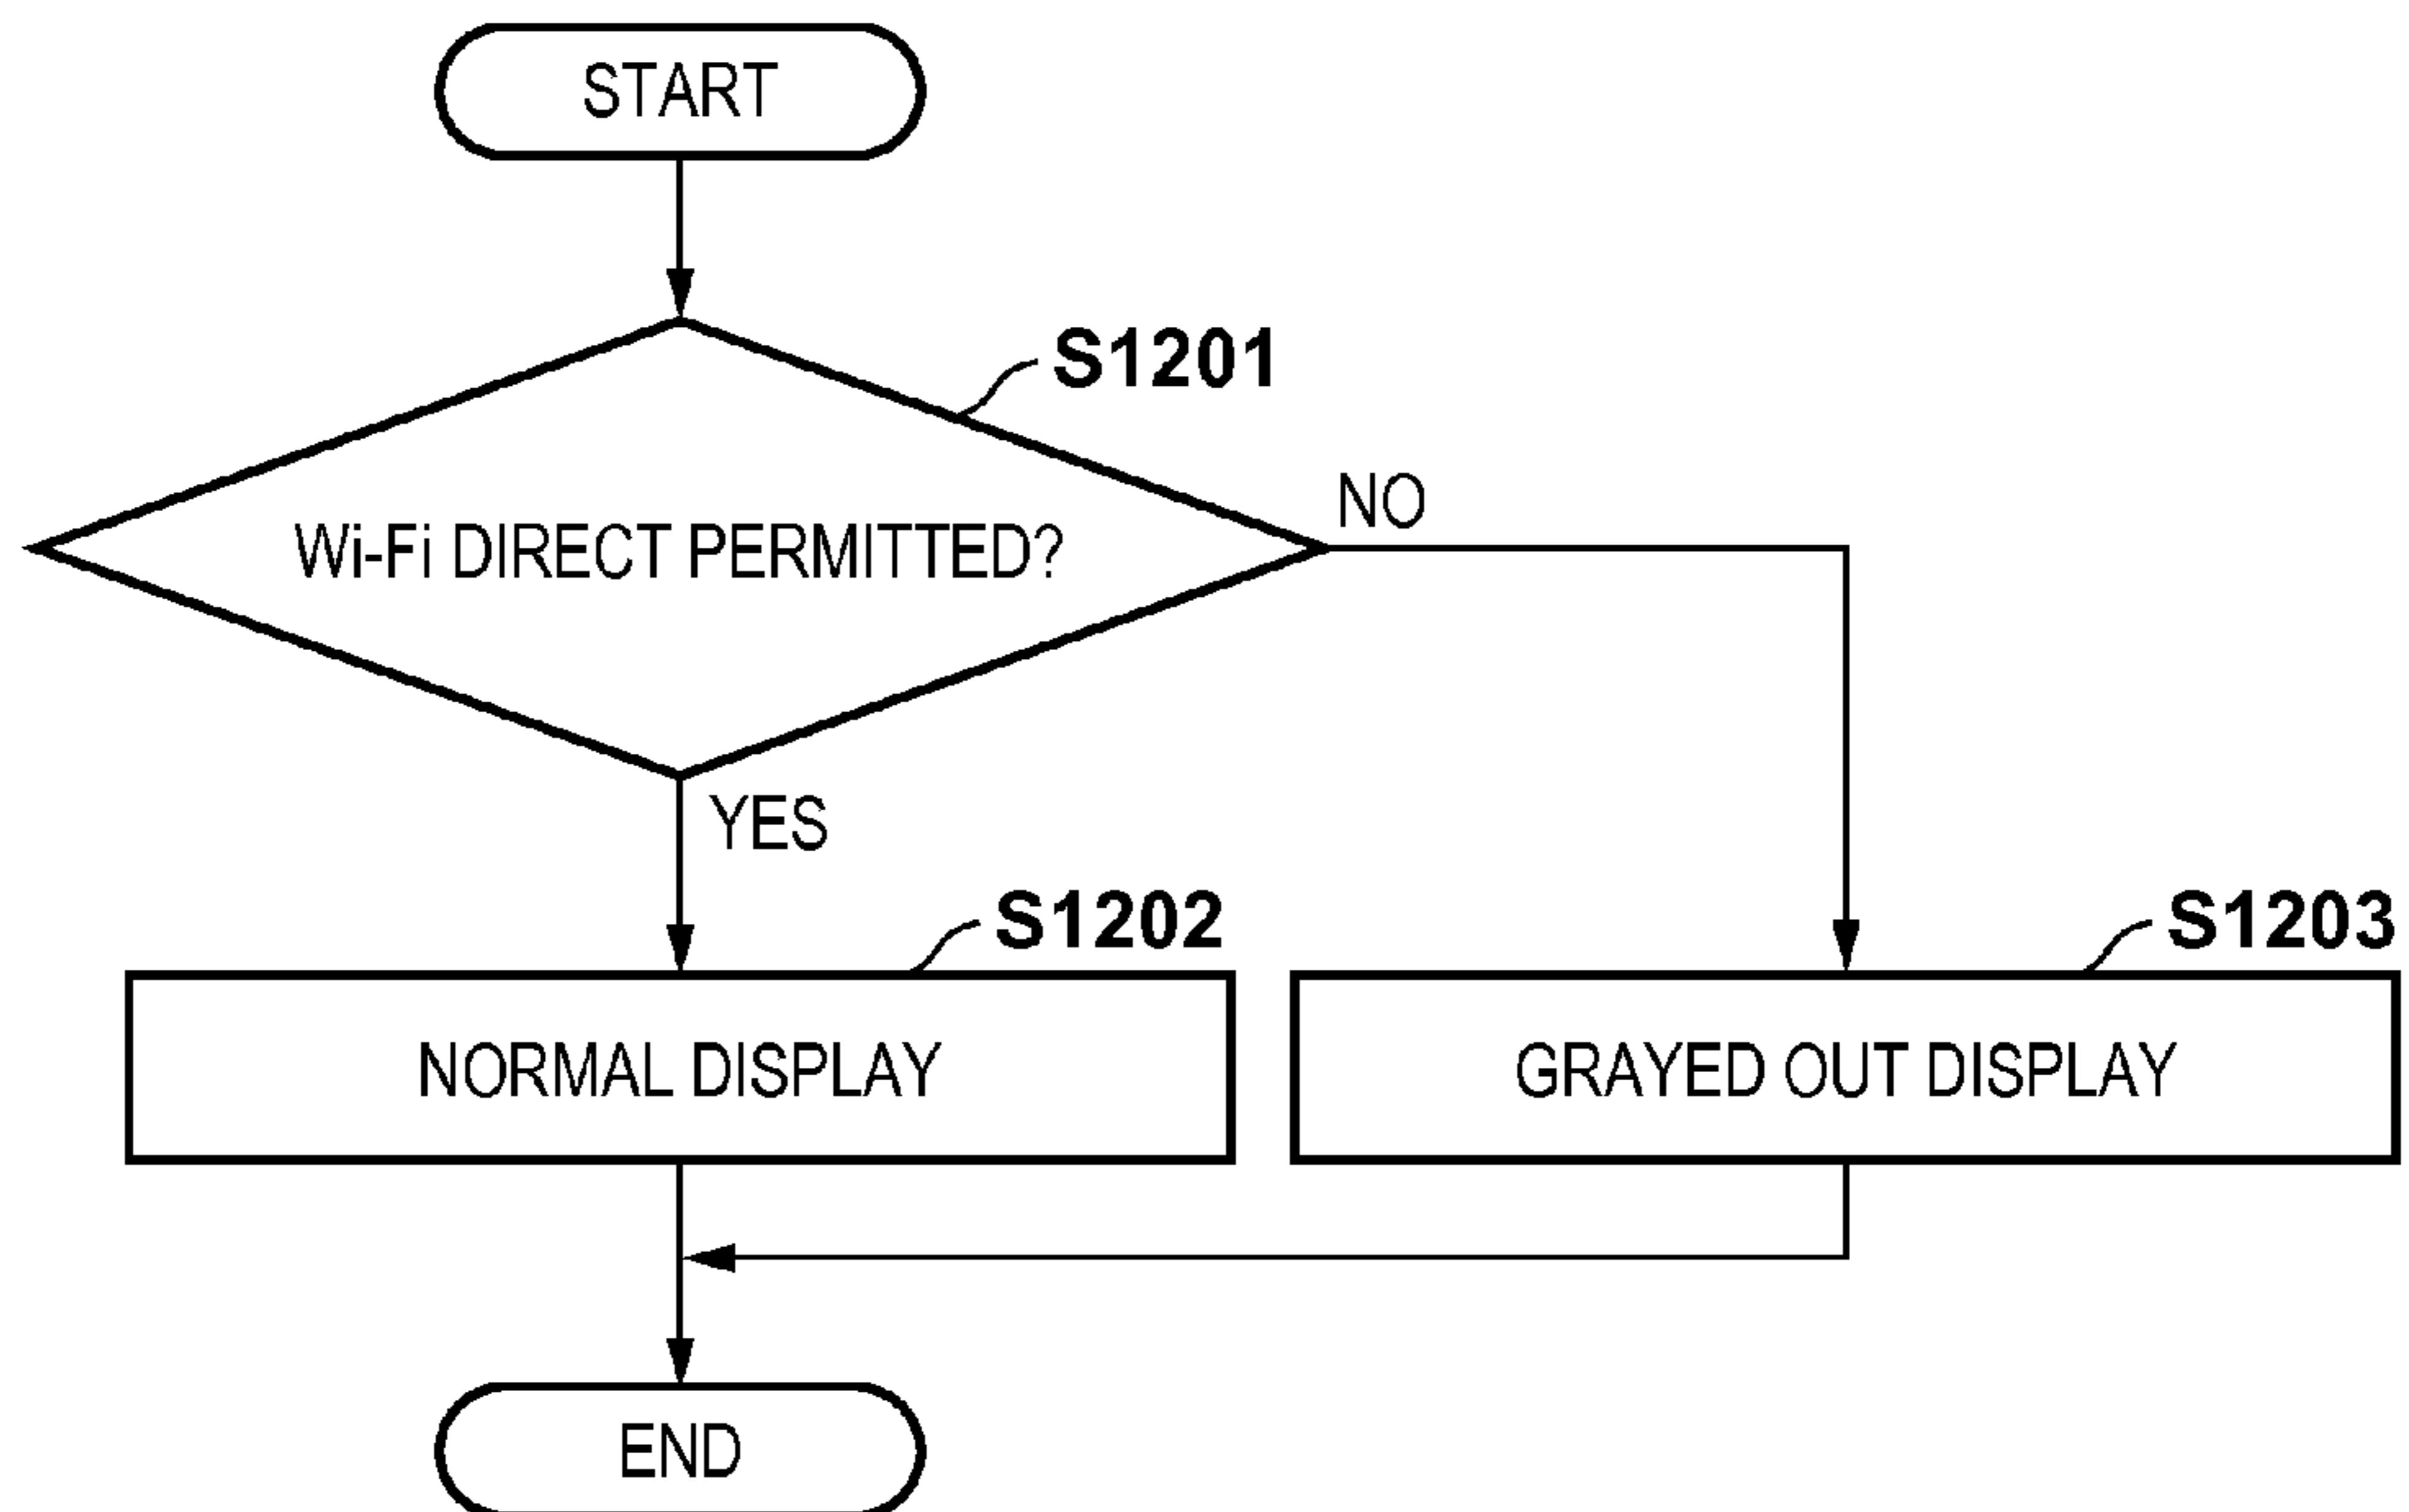 START
S1201
NO
Wi-Fi DIRECT PERMITTED?
YES
S1202
S1203
NORMAL DISPLAY
GRAYED OUT DISPLAY
END